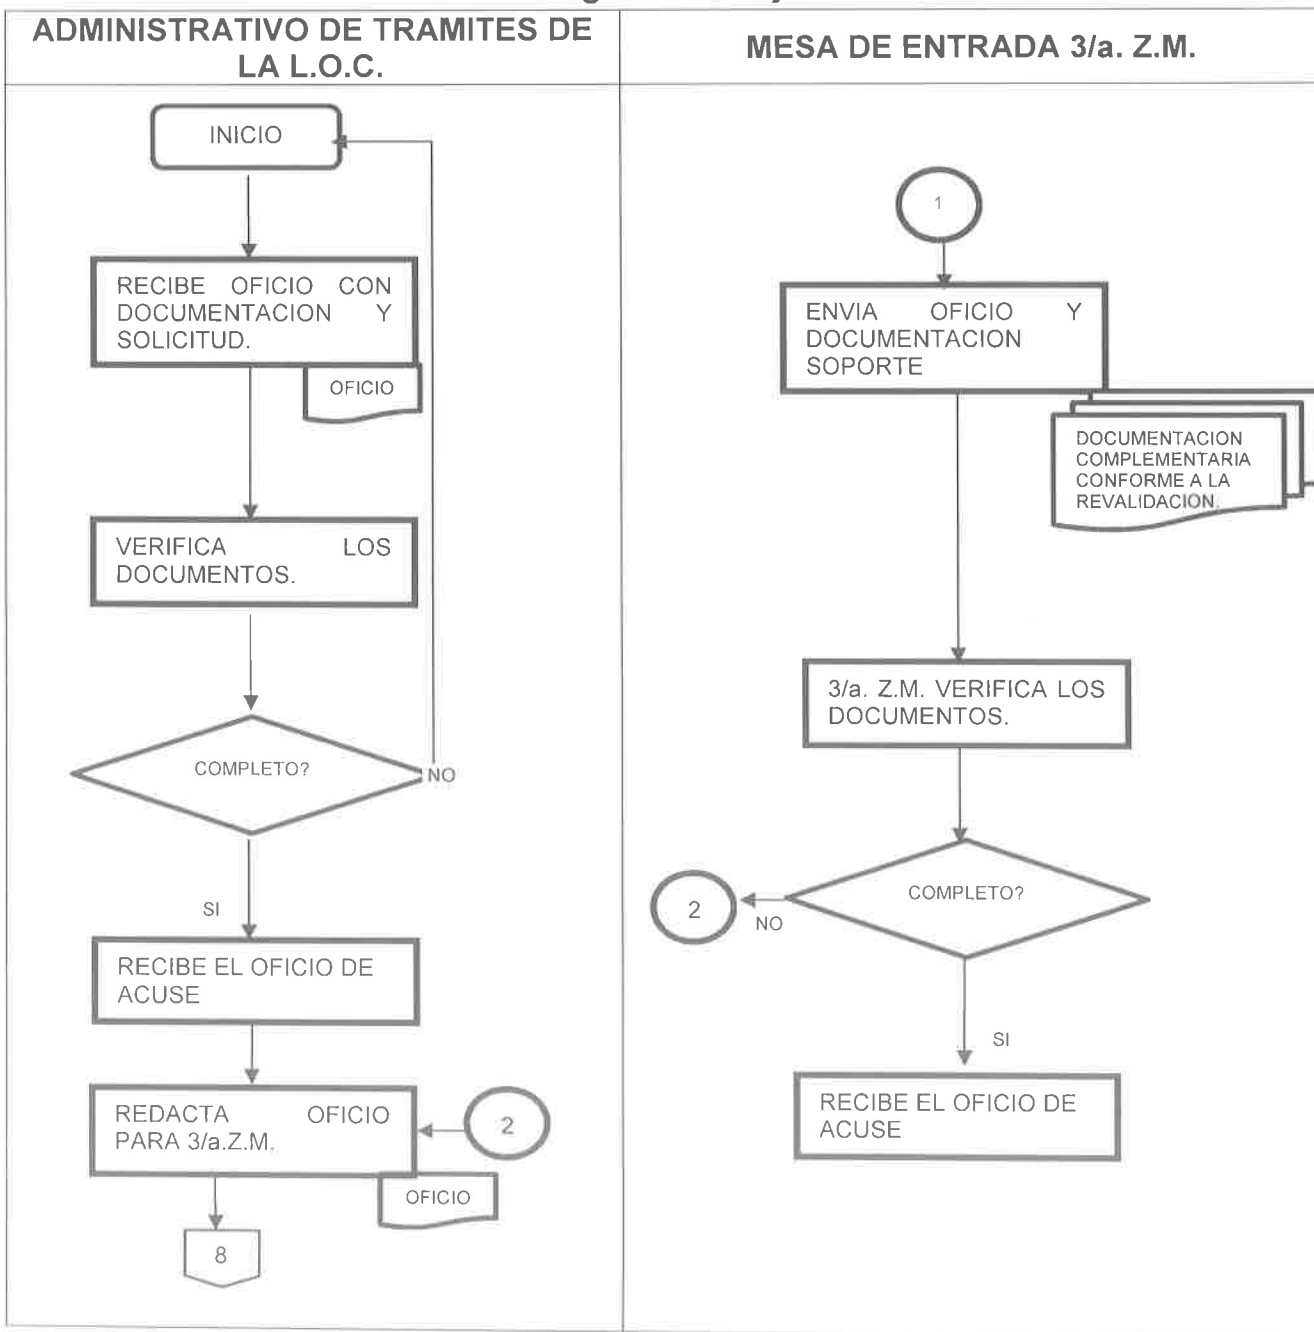 ADMINISTRATIVO DE TRAMITES DE
LA L.O.C.
INICIO
RECIBE OFICIO CON
DOCUMENTACION Y
SOLICITUD.
OFICIO
VERIFICA LOS
DOCUMENTOS.
COMPLETO?
NO
SI
RECIBE EL OFICIO DE
ACUSE
REDACTA OFICIO
PARA 3/a.Z.M.
2
OFICIO
8
MESA DE ENTRADA 3/a. Z.M.
1
ENVIA OFICIO Y
DOCUMENTACION
SOPORTE
DOCUMENTACION
COMPLEMENTARIA
CONFORME A LA
REVALIDACION.
3/a. Z.M. VERIFICA LOS
DOCUMENTOS.
COMPLETO?
2
NO
SI
RECIBE EL OFICIO DE
ACUSE